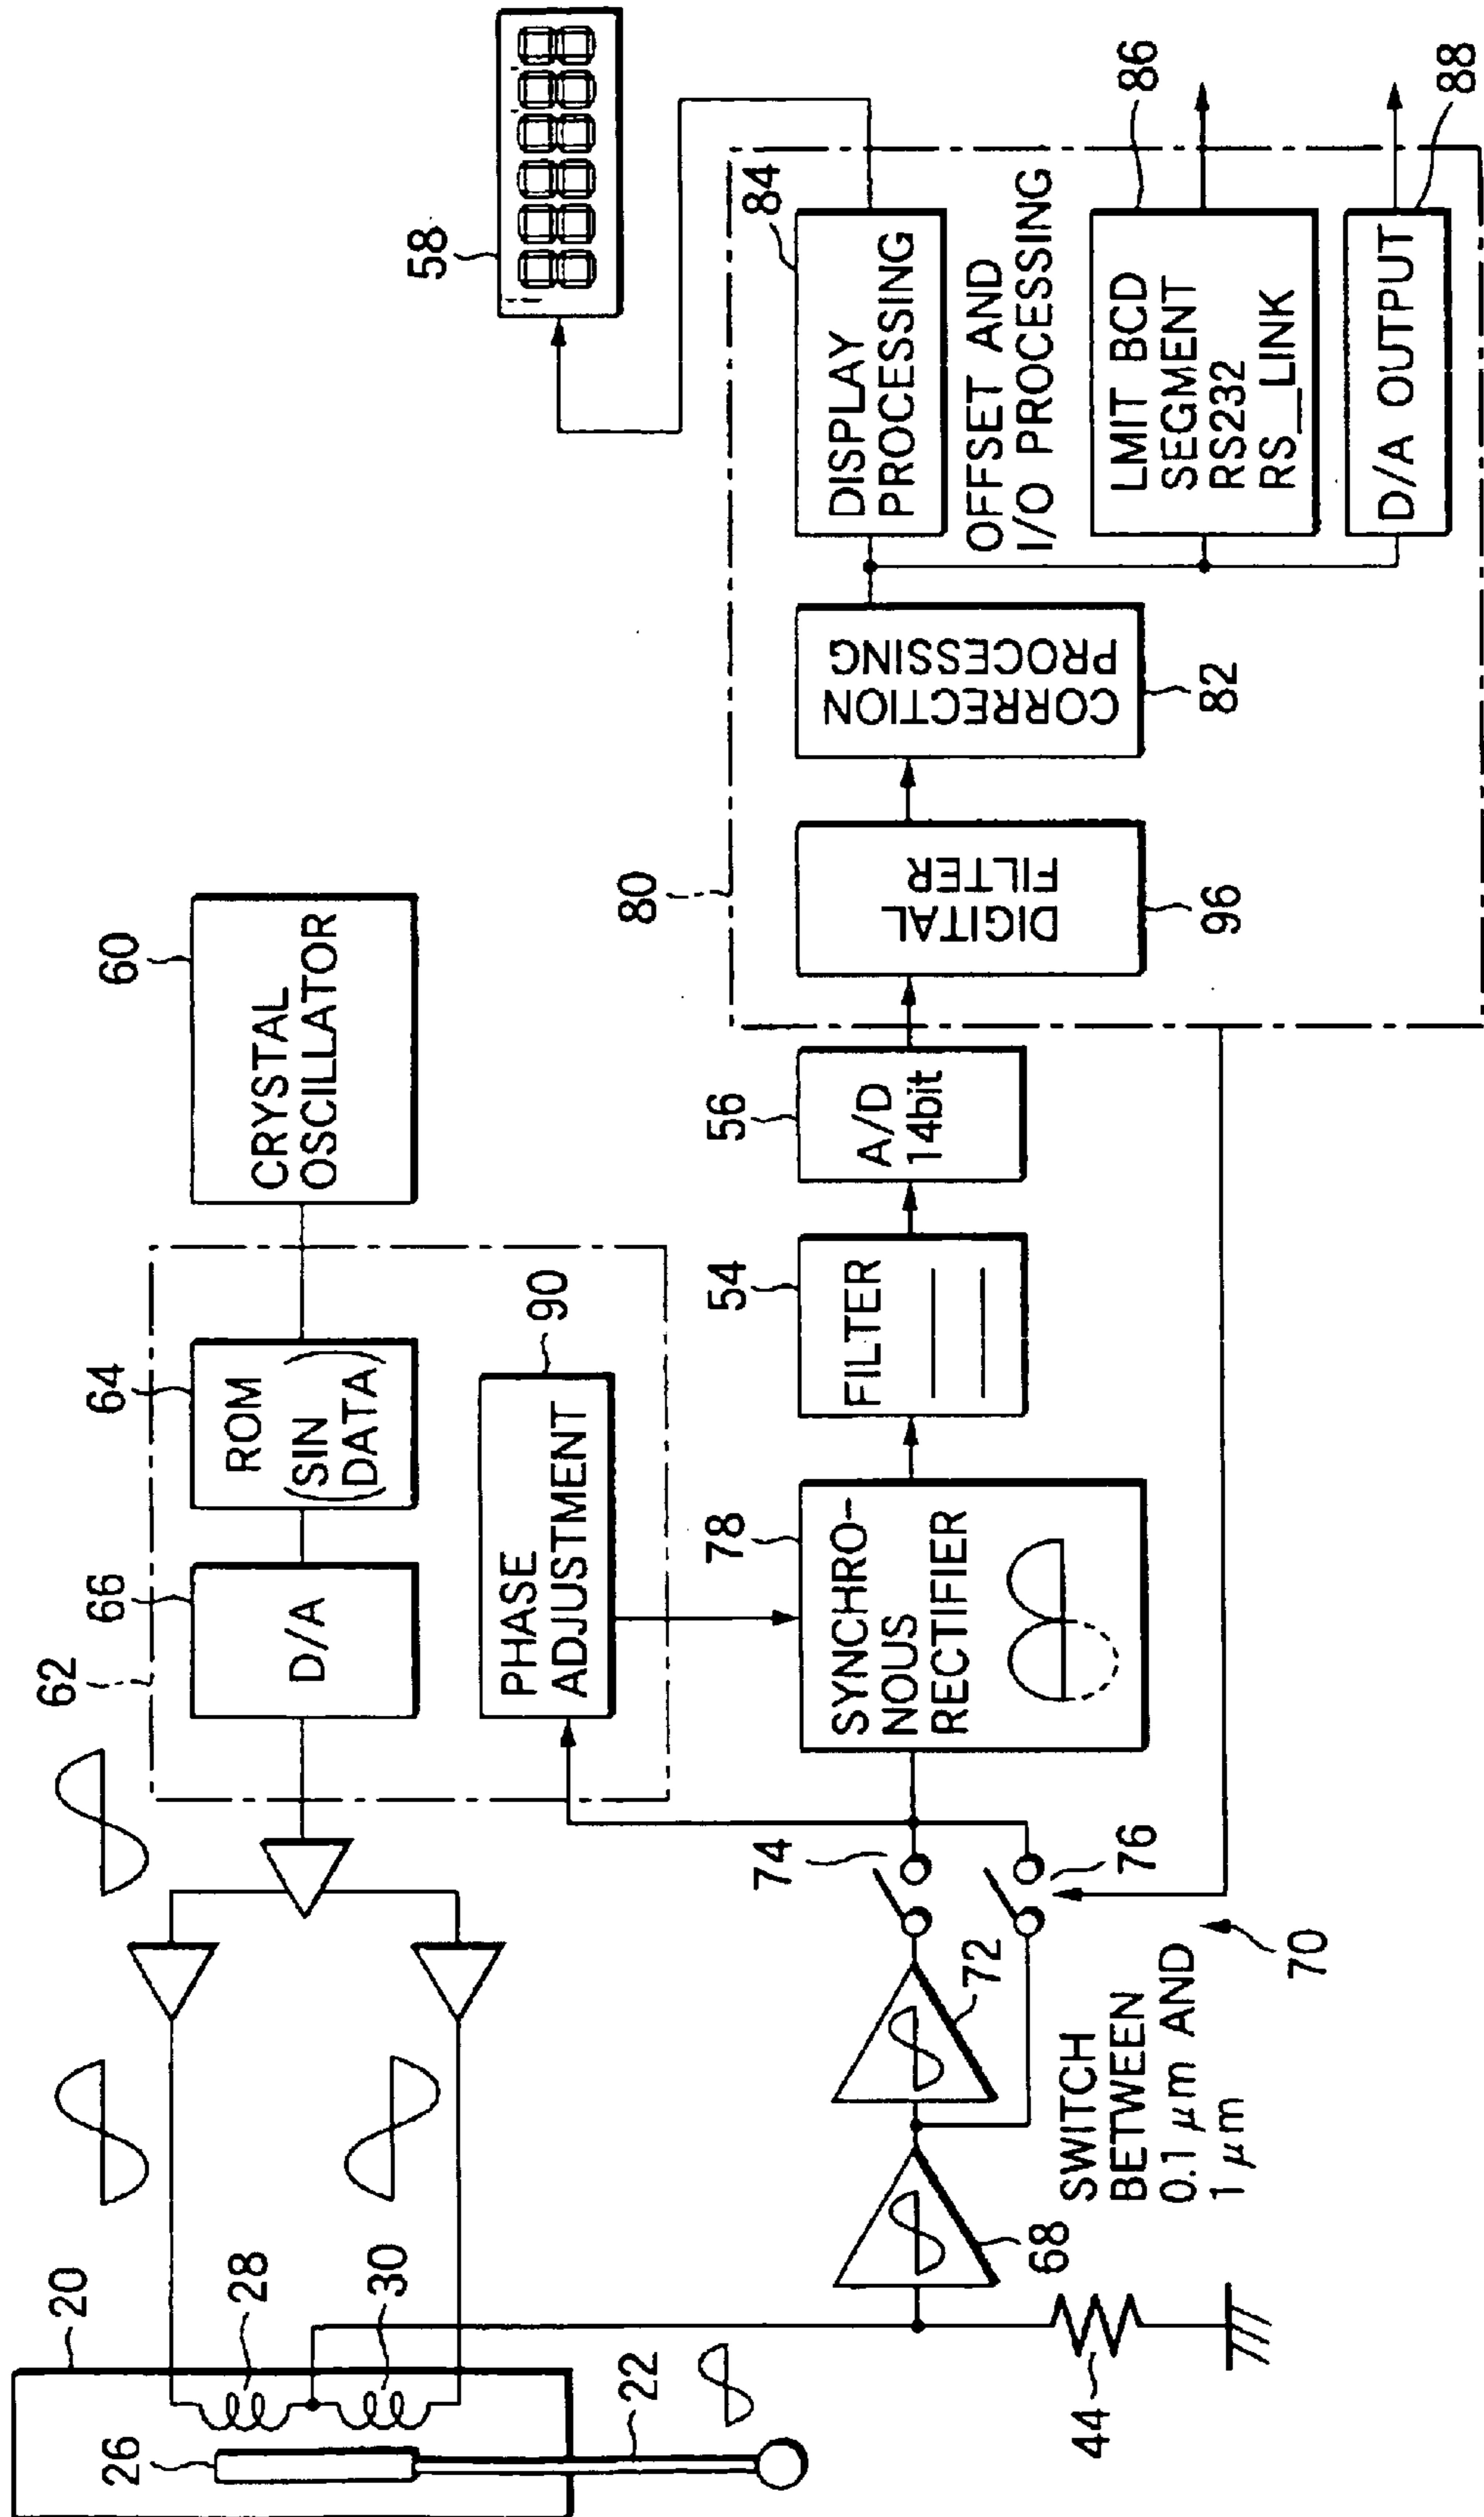 20
28
30
26
22
44
62
66
D/A
64
ROM
(SIN
DATA)
60
CRYSTAL
OSCILLATOR
90
PHASE
ADJUSTMENT
68
72
74
76
70
SWITCH
BETWEEN
0.1 μm AND
1 μm
78
SYNCHRO-
NOUS
RECTIFIER
54
FILTER
56
A/D
14bit
80
DIGITAL
FILTER
96
CORRECTION
PROCESSING
82
84
DISPLAY
PROCESSING
OFFSET AND
I/O PROCESSING
LMIT BCD
SEGMENT
RS232
RS_LINK
86
D/A OUTPUT
88
58